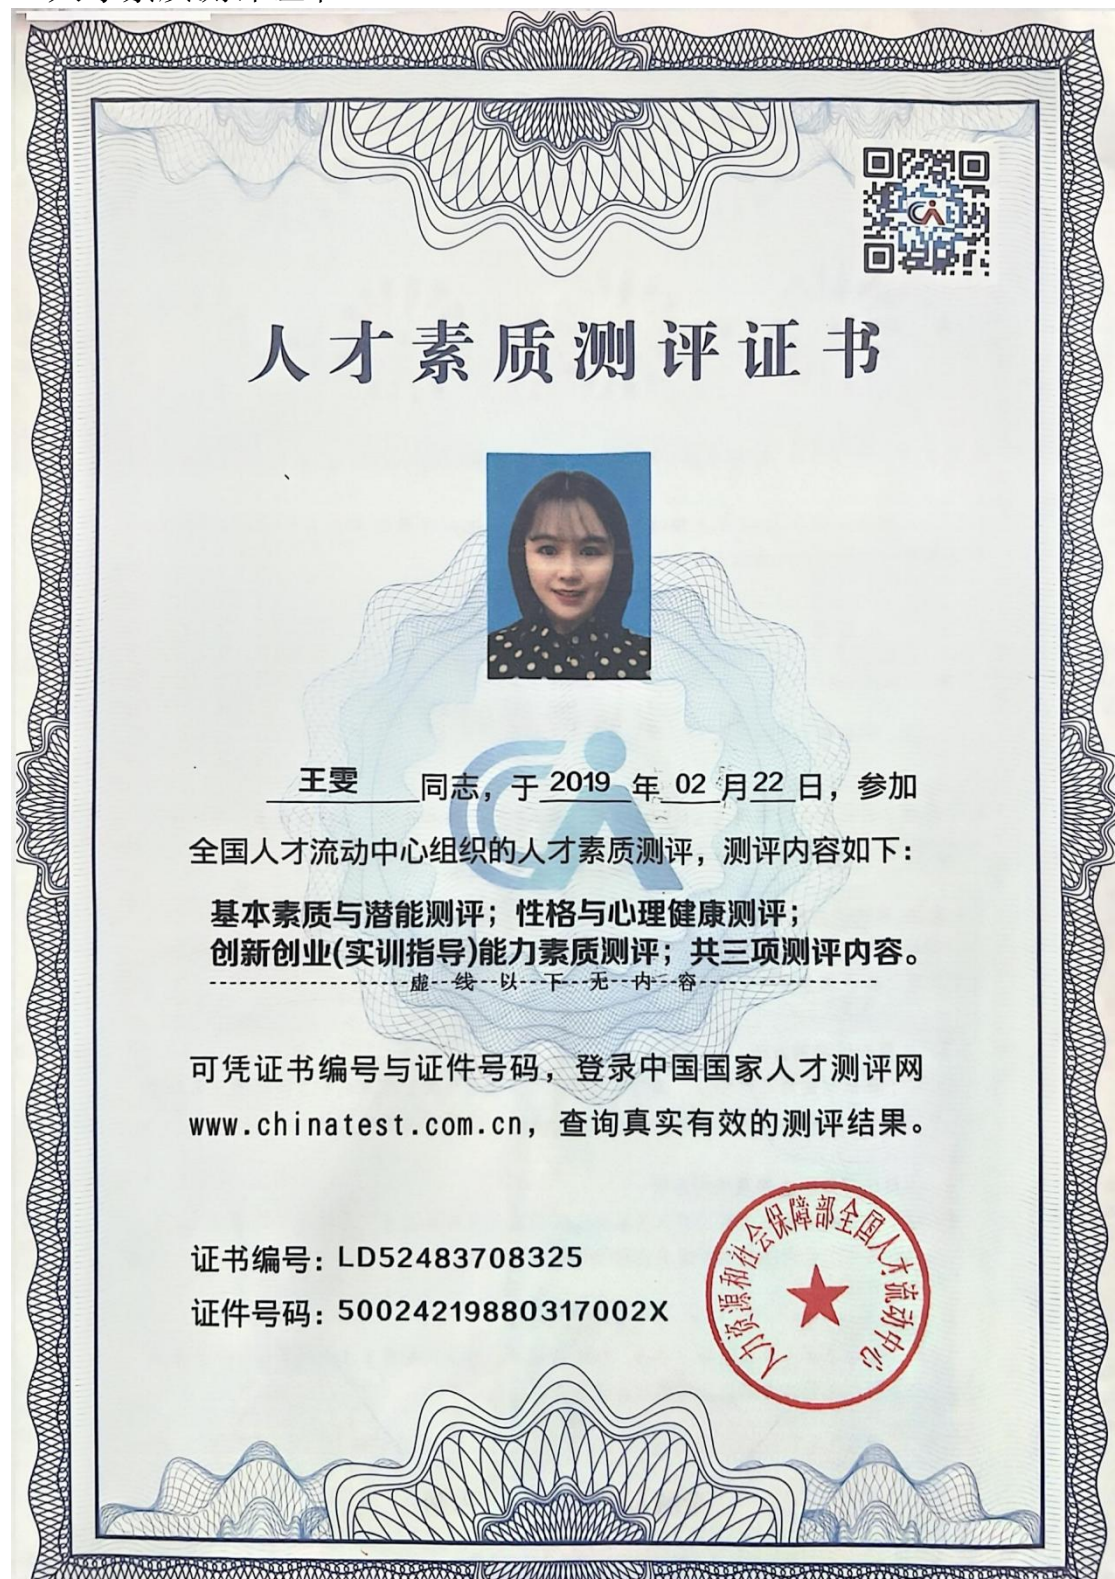 人才素质测评证书
王雯 同志，于 2019 年 02 月 22 日，参加
全国人才流动中心组织的人才素质测评，测评内容如下：
基本素质与潜能测评；性格与心理健康测评；
创新创业(实训指导)能力素质测评；共三项测评内容。
虚线以下无内容
可凭证书编号与证件号码，登录中国国家人才测评网
www.chinatest.com.cn，查询真实有效的测评结果。
证书编号：LD52483708325
证件号码：50024219880317002X
人力资源和社会保障部全国人才流动中心